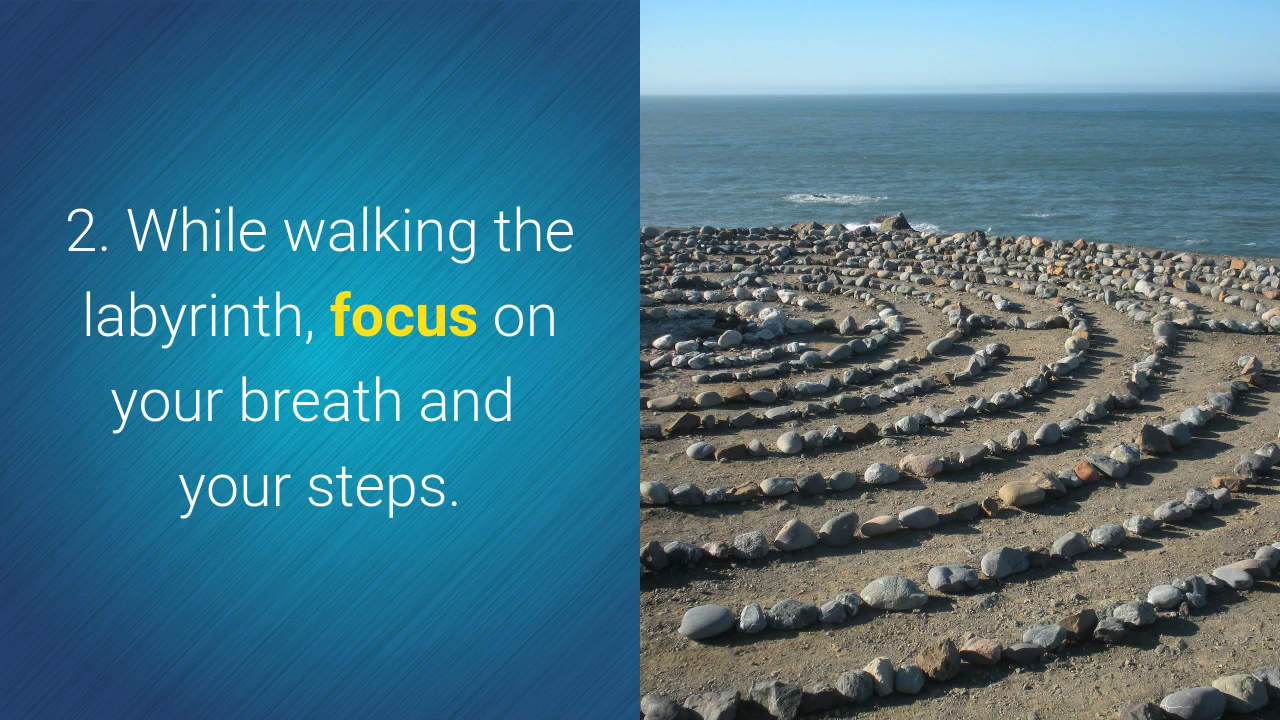 2. While walking the
labyrinth, focus on
your breath and
your steps.